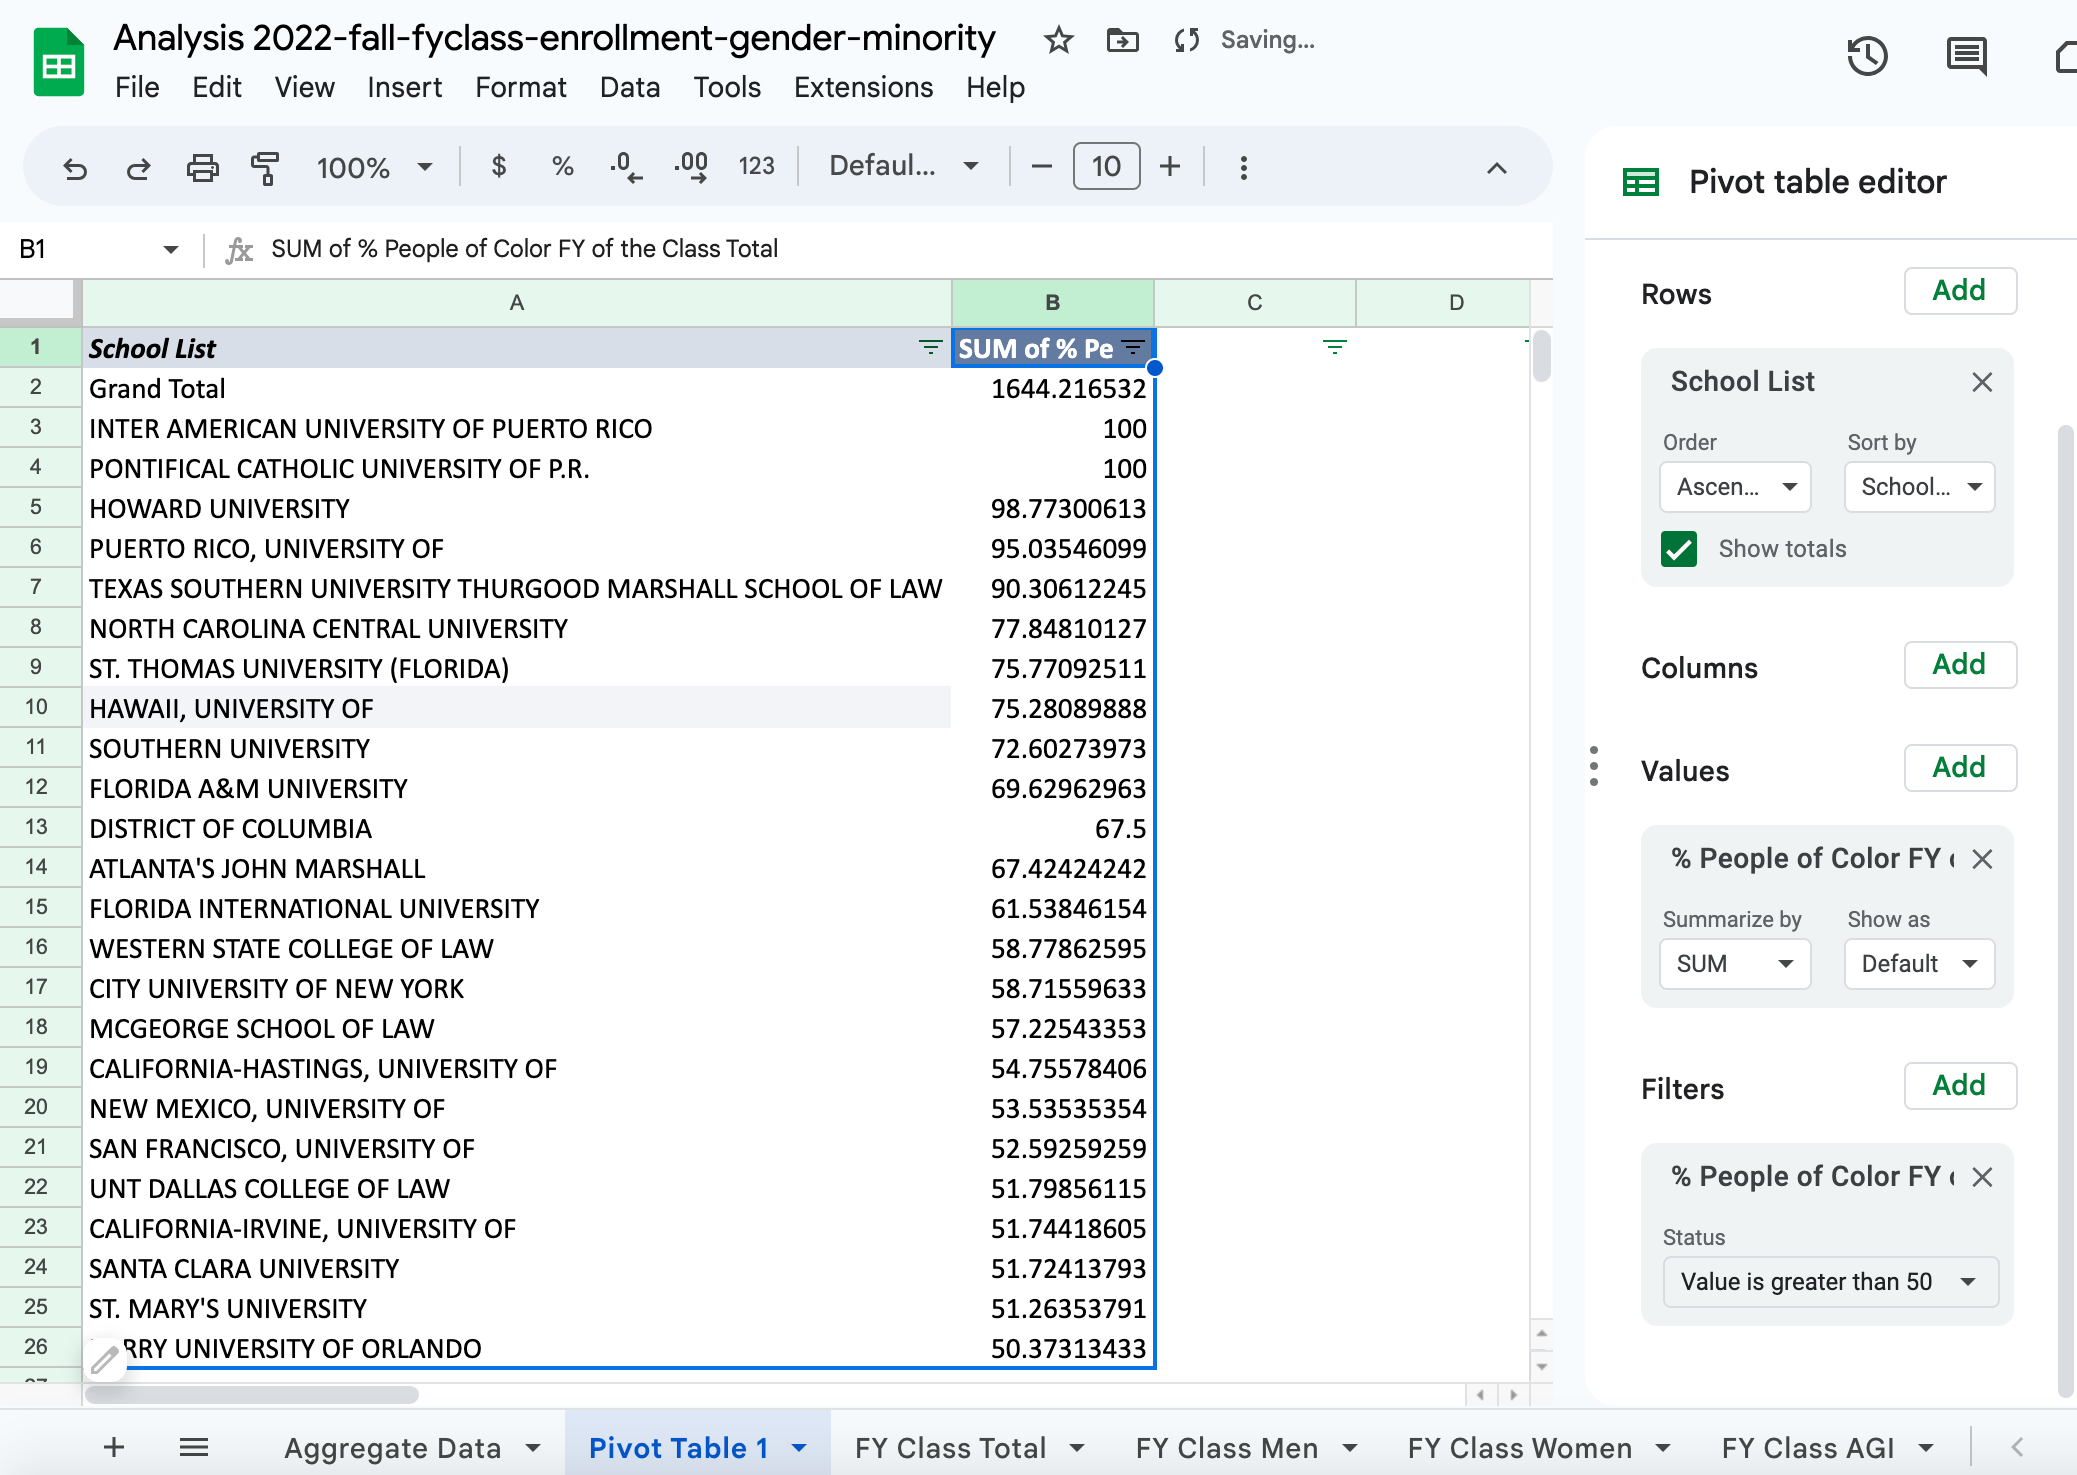 Analysis 2022-fall-fyclass-enrollment-gender-minority Saving...
File Edit View Insert Format Data Tools Extensions Help
100% $ % .0 .00 123 Defaul... 10
B1 fx SUM of % People of Color FY of the Class Total
A B C D
1 School List SUM of % Pe
2 Grand Total 1644.216532
3 INTER AMERICAN UNIVERSITY OF PUERTO RICO 100
4 PONTIFICAL CATHOLIC UNIVERSITY OF P.R. 100
5 HOWARD UNIVERSITY 98.77300613
6 PUERTO RICO, UNIVERSITY OF 95.03546099
7 TEXAS SOUTHERN UNIVERSITY THURGOOD MARSHALL SCHOOL OF LAW 90.30612245
8 NORTH CAROLINA CENTRAL UNIVERSITY 77.84810127
9 ST. THOMAS UNIVERSITY (FLORIDA) 75.77092511
10 HAWAII, UNIVERSITY OF 75.28089888
11 SOUTHERN UNIVERSITY 72.60273973
12 FLORIDA A&M UNIVERSITY 69.62962963
13 DISTRICT OF COLUMBIA 67.5
14 ATLANTA'S JOHN MARSHALL 67.42424242
15 FLORIDA INTERNATIONAL UNIVERSITY 61.53846154
16 WESTERN STATE COLLEGE OF LAW 58.77862595
17 CITY UNIVERSITY OF NEW YORK 58.71559633
18 MCGEORGE SCHOOL OF LAW 57.22543353
19 CALIFORNIA-HASTINGS, UNIVERSITY OF 54.75578406
20 NEW MEXICO, UNIVERSITY OF 53.53535354
21 SAN FRANCISCO, UNIVERSITY OF 52.59259259
22 UNT DALLAS COLLEGE OF LAW 51.79856115
23 CALIFORNIA-IRVINE, UNIVERSITY OF 51.74418605
24 SANTA CLARA UNIVERSITY 51.72413793
25 ST. MARY'S UNIVERSITY 51.26353791
26 RRY UNIVERSITY OF ORLANDO 50.37313433
Pivot table editor
Rows Add
School List
Order Sort by
Ascen... School...
Show totals
Columns Add
Values Add
% People of Color FY
Summarize by Show as
SUM Default
Filters Add
% People of Color FY
Status
Value is greater than 50
Aggregate Data Pivot Table 1 FY Class Total FY Class Men FY Class Women FY Class AGI